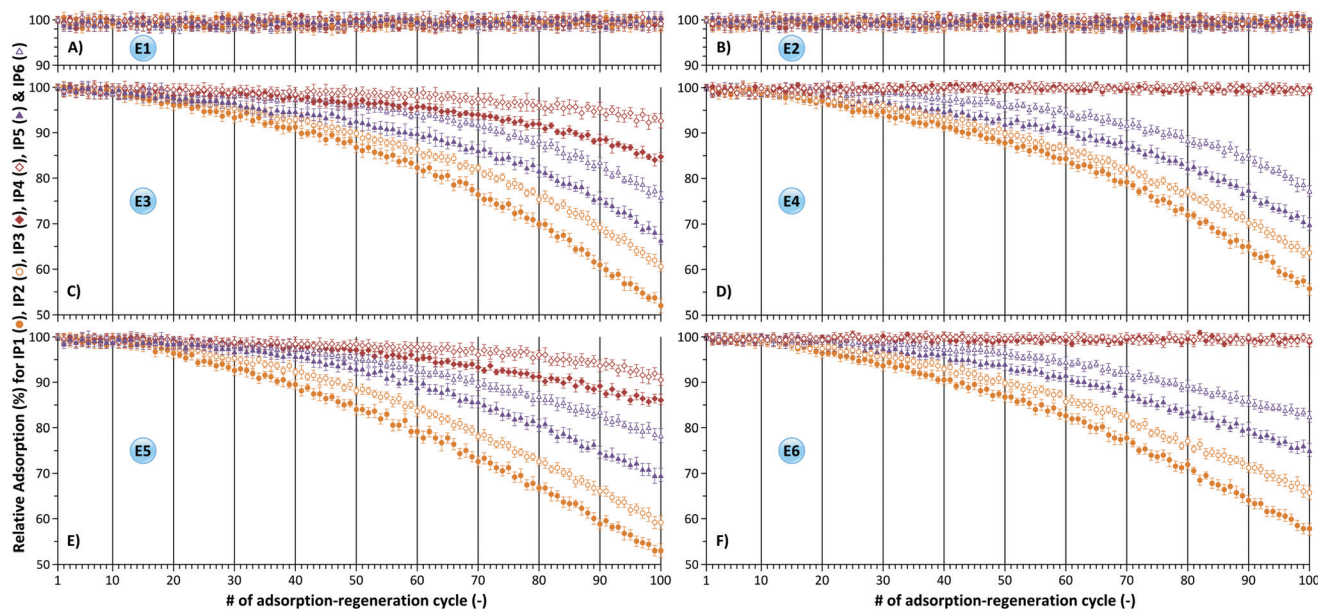 Relative Adsorption (%) for IP1 (●), IP2 (○), IP3 (◆), IP4 (◇), IP5 (▲) & IP6 (△)
100
90
A)
E1
100
90
B)
E2
100
90
80
70
60
50
C)
E3
100
90
80
70
60
50
D)
E4
100
90
80
70
60
50
E)
E5
100
90
80
70
60
50
F)
E6
1 10 20 30 40 50 60 70 80 90 100
1 10 20 30 40 50 60 70 80 90 100
# of adsorption-regeneration cycle (-)
# of adsorption-regeneration cycle (-)